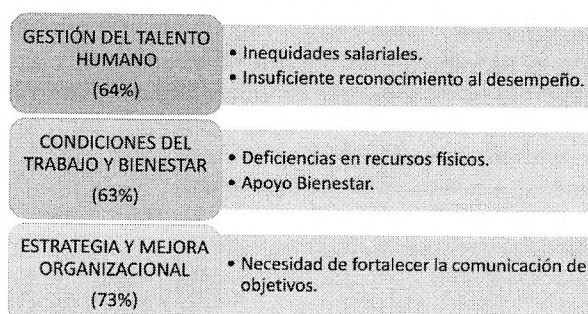 GESTIÓN DEL TALENTO
HUMANO
(64%)
• Inequidades salariales.
• Insuficiente reconocimiento al desempeño.
CONDICIONES DEL
TRABAJO Y BIENESTAR
(63%)
• Deficiencias en recursos físicos.
• Apoyo Bienestar.
ESTRATEGIA Y MEJORA
ORGANIZACIONAL
(73%)
• Necesidad de fortalecer la comunicación de
objetivos.